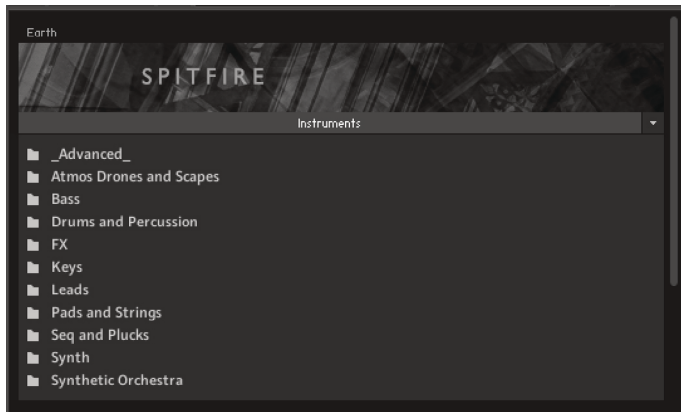 Earth
SPITFIRE
Instruments
_Advanced_
Atmos Drones and Scapes
Bass
Drums and Percussion
FX
Keys
Leads
Pads and Strings
Seq and Plucks
Synth
Synthetic Orchestra